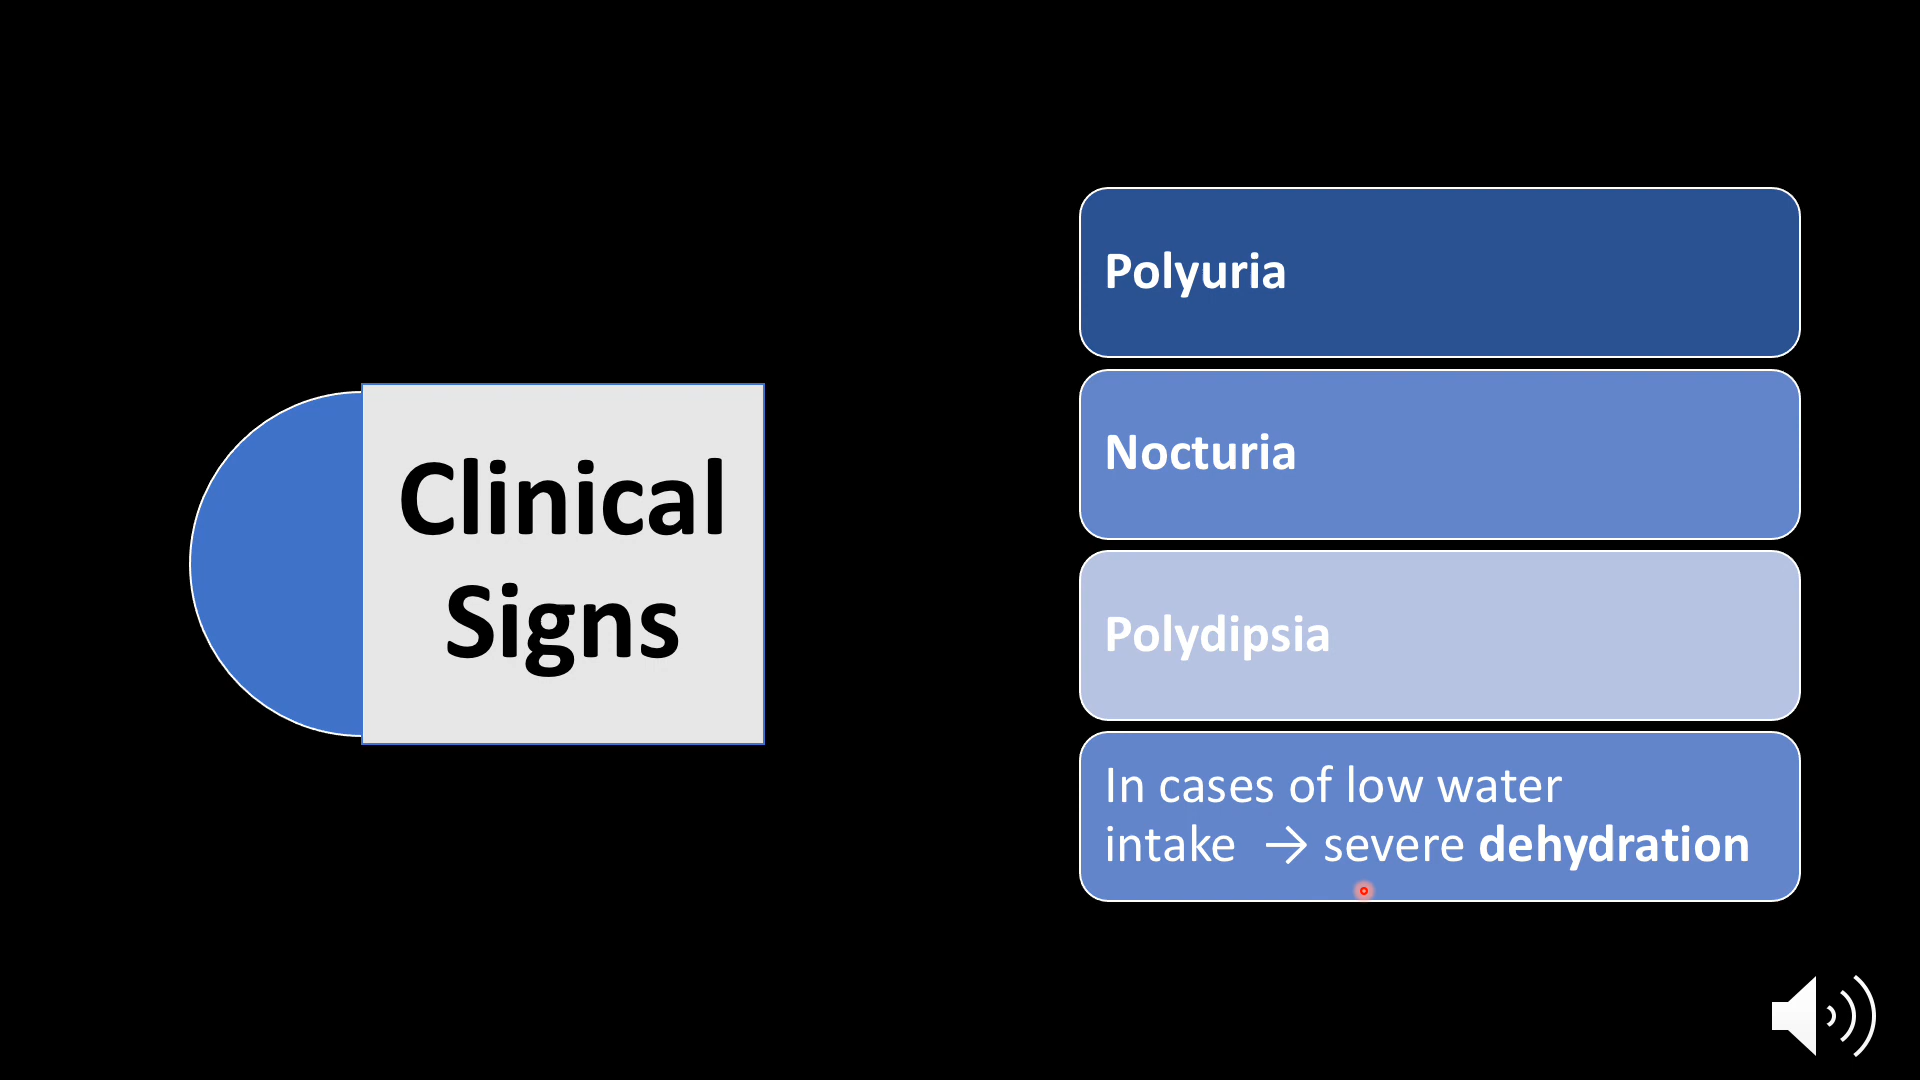 Clinical
Signs
Polyuria
Nocturia
Polydipsia
In cases of low water
intake → severe dehydration